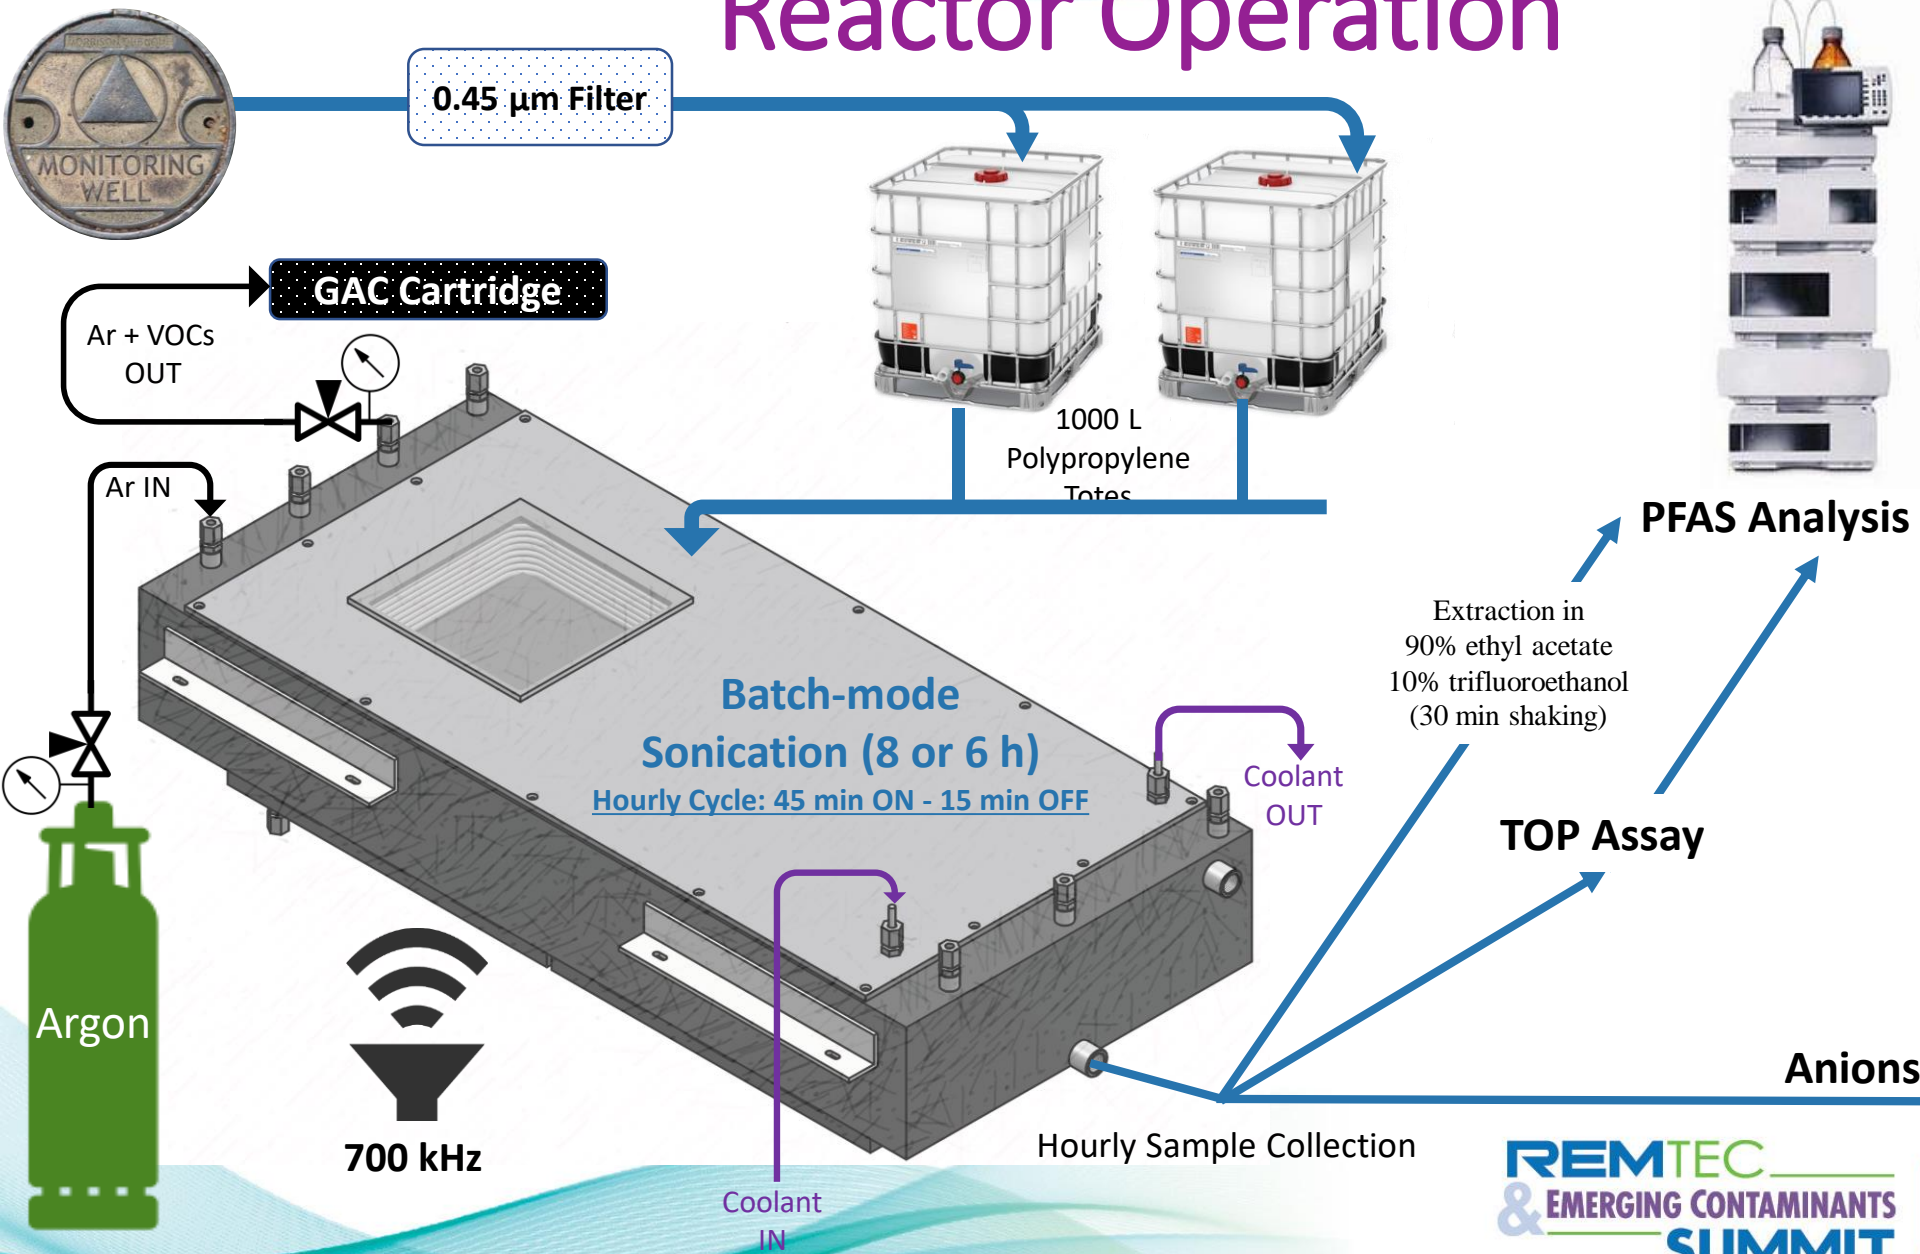 Reactor Operation
MONITORING
WELL
0.45 µm Filter
GAC Cartridge
Ar + VOCs
OUT
Ar IN
1000 L
Polypropylene
Totes
PFAS Analysis
Extraction in
90% ethyl acetate
10% trifluoroethanol
(30 min shaking)
Batch-mode
Sonication (8 or 6 h)
Hourly Cycle: 45 min ON - 15 min OFF
Coolant
OUT
TOP Assay
Argon
700 kHz
Coolant
IN
Anions
Hourly Sample Collection
REMTEC
& EMERGING CONTAMINANTS
SUMMIT